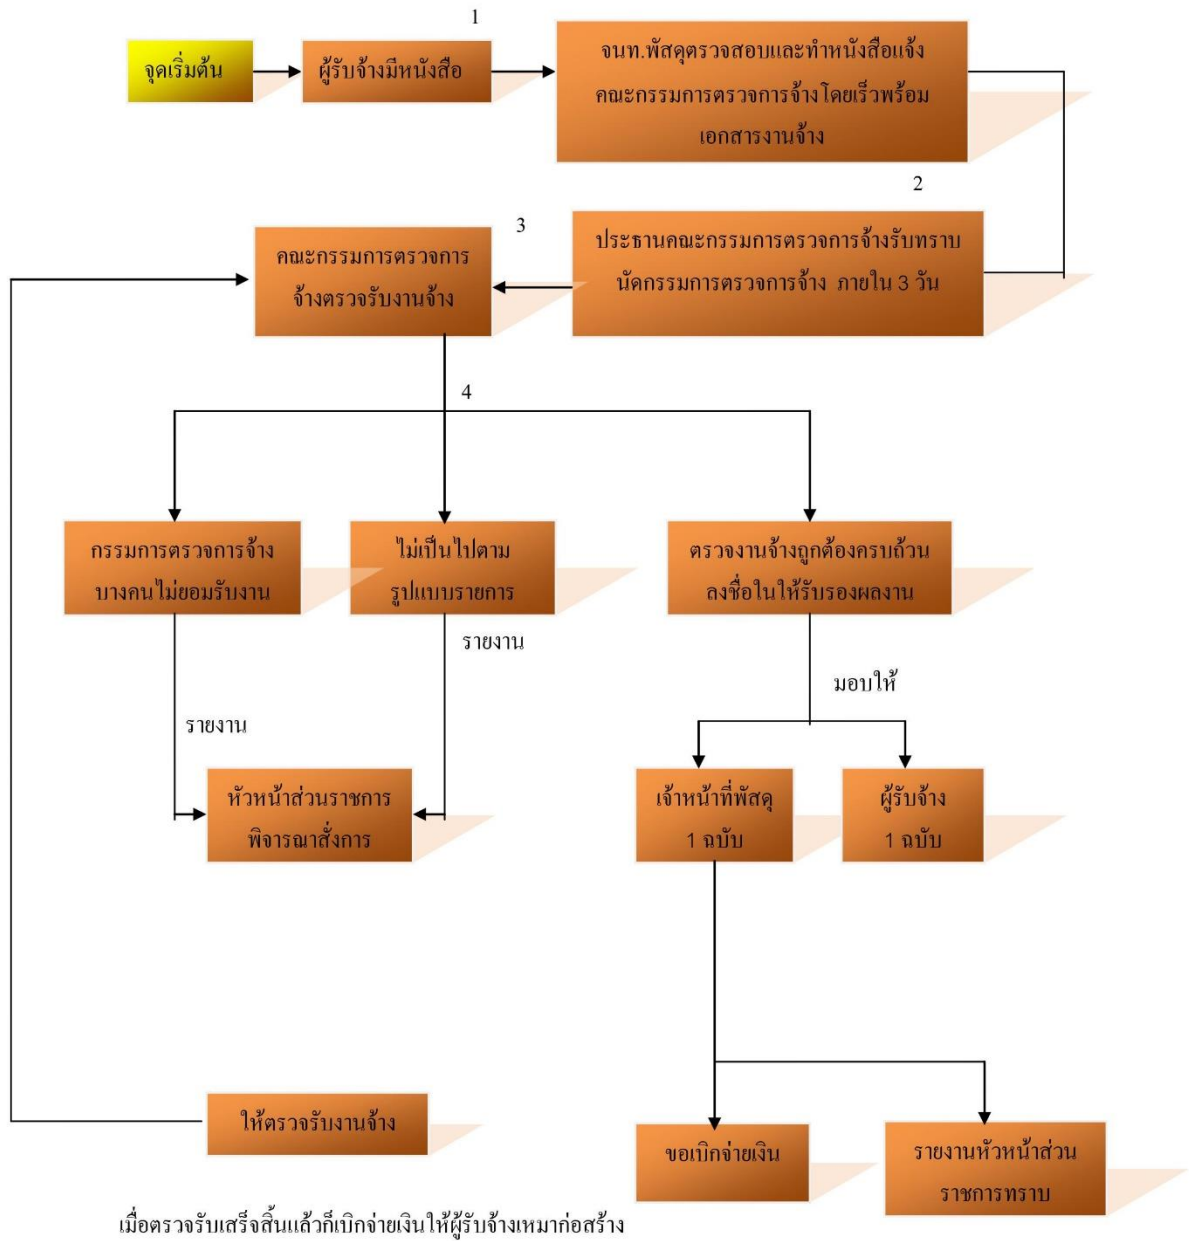 1
จุดเริ่มต้น
ผู้รับจ้างมีหนังสือ
จนท.พัสดุตรวจสอบและทำหนังสือแจ้ง
คณะกรรมการตรวจการจ้างโดยเร็วพร้อม
เอกสารงานจ้าง
2
ประธานคณะกรรมการตรวจการจ้างรับทราบ
นัดกรรมการตรวจการจ้าง ภายใน 3 วัน
3
คณะกรรมการตรวจการ
จ้างตรวจรับงานจ้าง
4
กรรมการตรวจการจ้าง
บางคนไม่ยอมรับงาน
ไม่เป็นไปตาม
รูปแบบรายการ
ตรวจงานจ้างถูกต้องครบถ้วน
ลงชื่อในให้รับรองผลงาน
รายงาน
รายงาน
มอบให้
หัวหน้าส่วนราชการ
พิจารณาสั่งการ
เจ้าหน้าที่พัสดุ
1 ฉบับ
ผู้รับจ้าง
1 ฉบับ
ให้ตรวจรับงานจ้าง
ขอเบิกจ่ายเงิน
รายงานหัวหน้าส่วน
ราชการทราบ
เมื่อตรวจรับเสร็จสิ้นแล้วก็เบิกจ่ายเงินให้ผู้รับจ้างเหมาก่อสร้าง